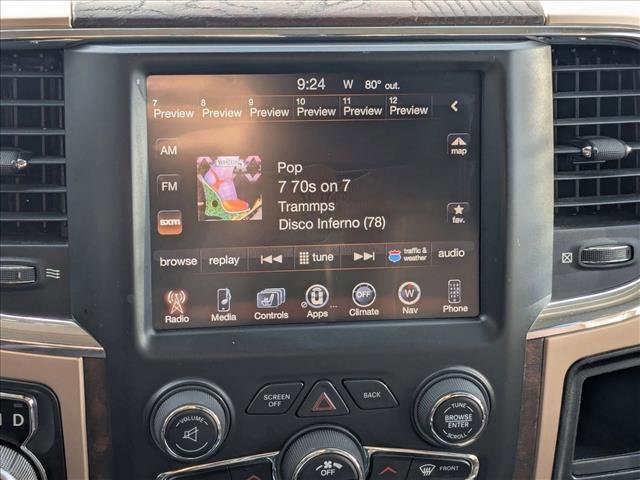 9:24 W 80° out.
7 Preview 8 Preview 9 Preview 10 Preview 11 Preview 12 Preview
AM
FM
sxm
map
fav.
Pop
7 70s on 7
Trammps
Disco Inferno (78)
browse replay tune traffic & weather audio
Radio Media Controls Apps OFF Climate W Nav Phone
SCREEN OFF
BACK
VOLUME
TUNE
BROWSE
ENTER
SCROLL
D
OFF
FRONT